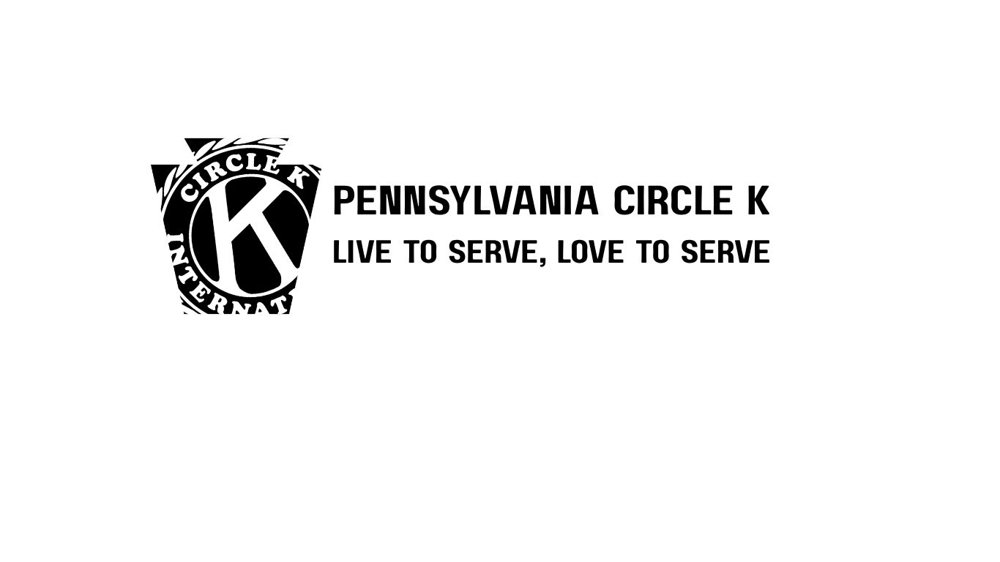 CIRCLE K
K
INTERNAT
PENNSYLVANIA CIRCLE K
LIVE TO SERVE, LOVE TO SERVE